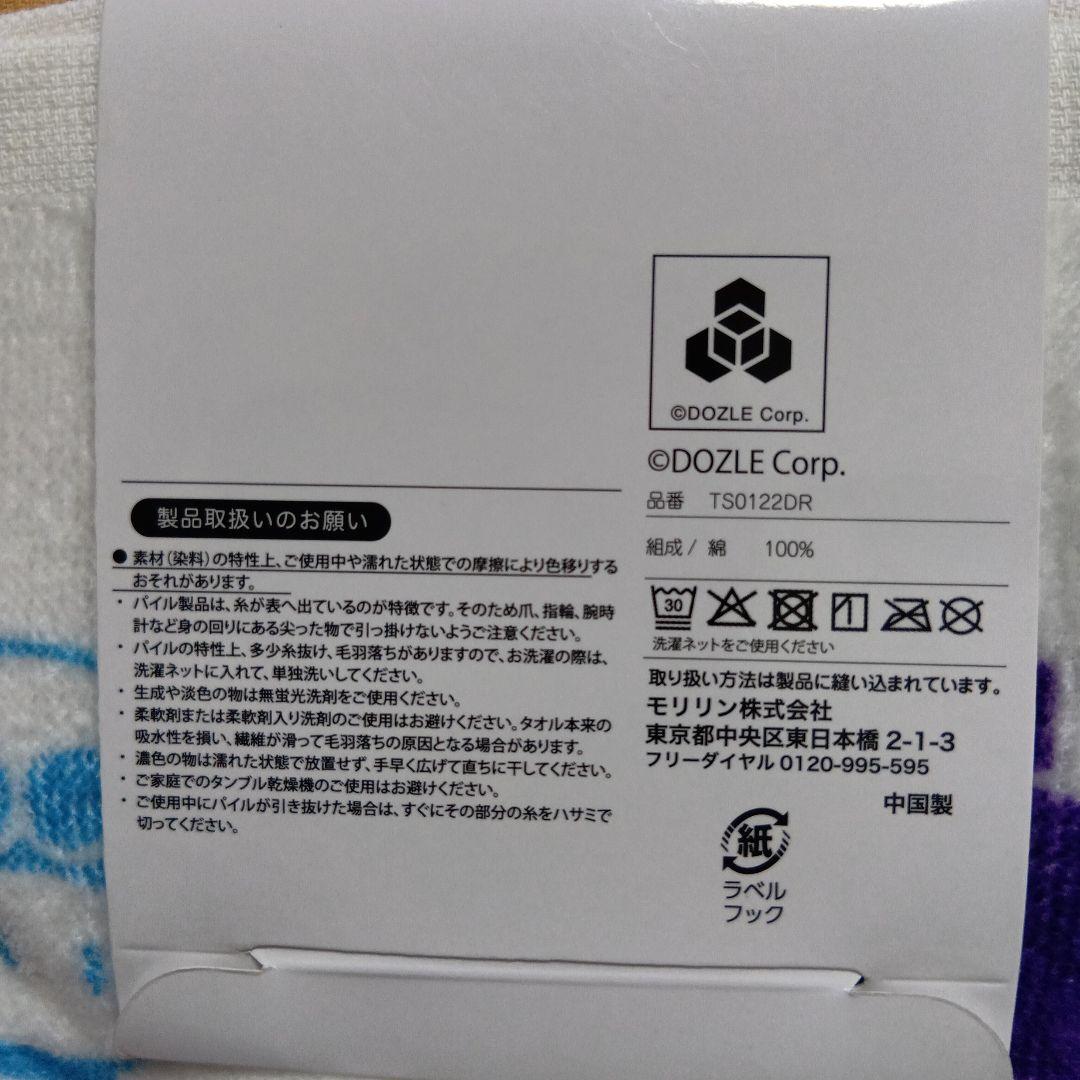 製品取扱いのお願い
● 素材(染料)の特性上、ご使用中や濡れた状態での摩擦により色移りする
おそれがあります。
・パイル製品は、糸が表へ出ているのが特徴です。そのため爪、指輪、腕時
計など身の回りにある尖った物で引っ掛けないようご注意ください。
・パイルの特性上、多少糸抜け、毛羽落ちがありますので、お洗濯の際は、
洗濯ネットに入れて、単独洗いしてください。
・生成や淡色の物は無蛍光洗剤をご使用ください。
・柔軟剤または柔軟剤入り洗剤のご使用はお避けください。タオル本来の
吸水性を損い、繊維が滑って毛羽落ちの原因となる場合があります。
・濃色の物は濡れた状態で放置せず、手早く広げて直ちに干してください。
・ご家庭でのタンブル乾燥機のご使用はお避けください。
・ご使用中にパイルが引き抜けた場合は、すぐにその部分の糸をハサミで
切ってください。
©DOZLE Corp.
©DOZLE Corp.
品番 TS0122DR
組成 / 綿 100%
30
洗濯ネットをご使用ください
取り扱い方法は製品に縫い込まれています。
モリリン株式会社
東京都中央区東日本橋 2-1-3
フリーダイヤル 0120-995-595
中国製
紙
ラベル
フック